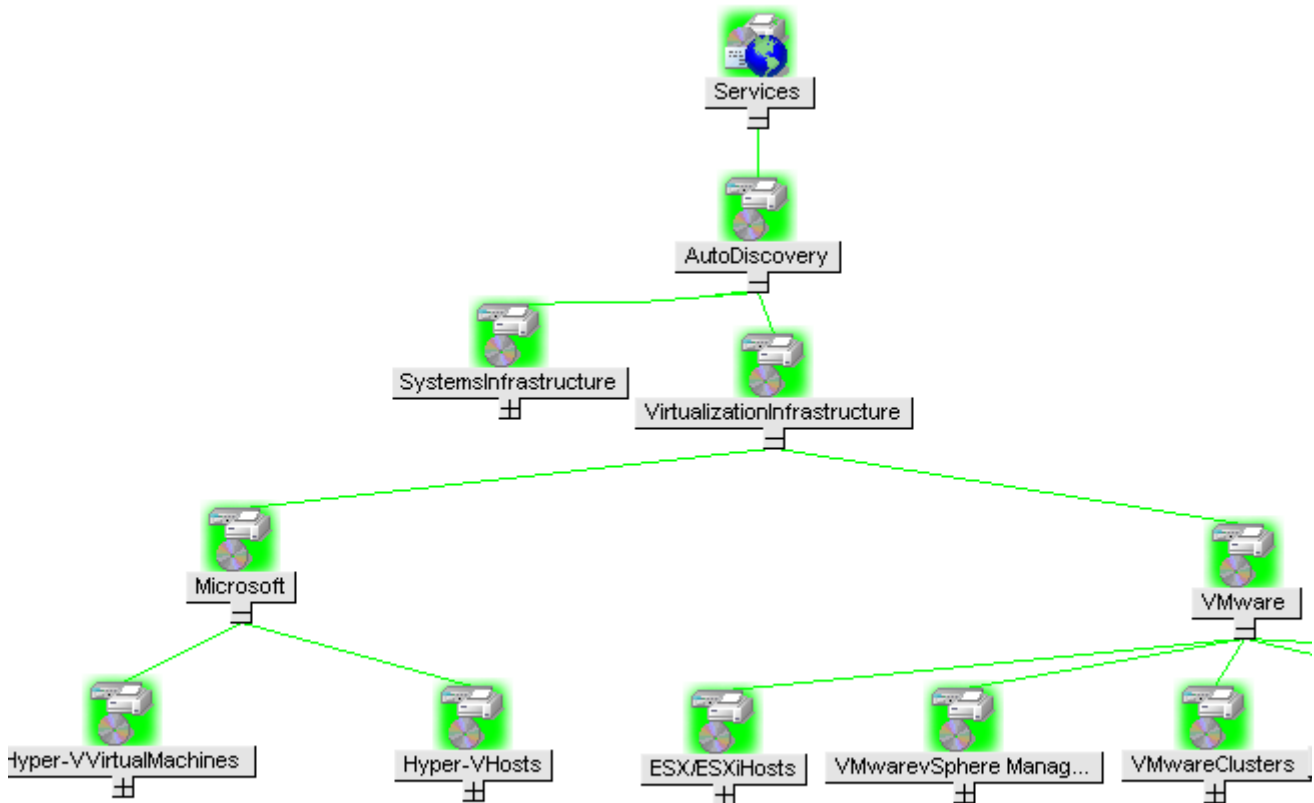 Services
AutoDiscovery
SystemsInfrastructure
VirtualizationInfrastructure
Microsoft
VMware
Hyper-VVirtualMachines
Hyper-VHosts
ESX/ESXiHosts
VMwarevSphere Manag...
VMwareClusters